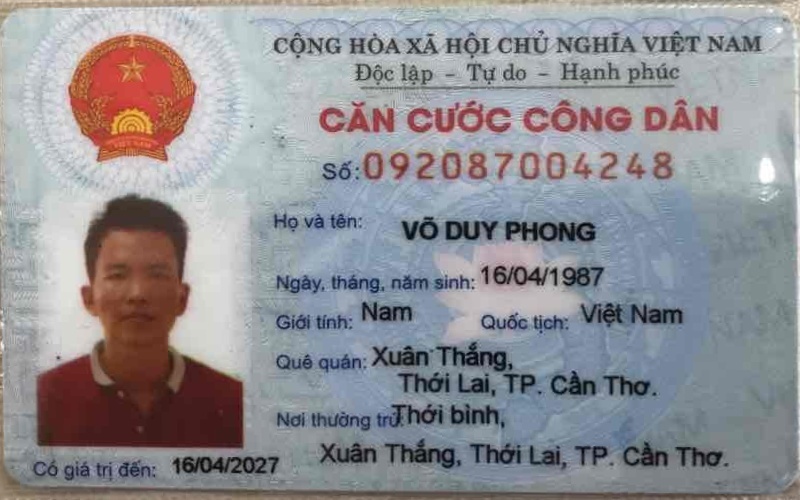 CỘNG HÒA XÃ HỘI CHỦ NGHĨA VIỆT NAM
Độc lập - Tự do - Hạnh phúc
CĂN CƯỚC CÔNG DÂN
Số: 092087004248
Họ và tên: VÕ DUY PHONG
Ngày, tháng, năm sinh: 16/04/1987
Giới tính: Nam Quốc tịch: Việt Nam
Quê quán: Xuân Thắng,
Thới Lai, TP. Cần Thơ.
Nơi thường trú: Thới bình,
Xuân Thắng, Thới Lai, TP. Cần Thơ.
Có giá trị đến: 16/04/2027
VIỆT NAM